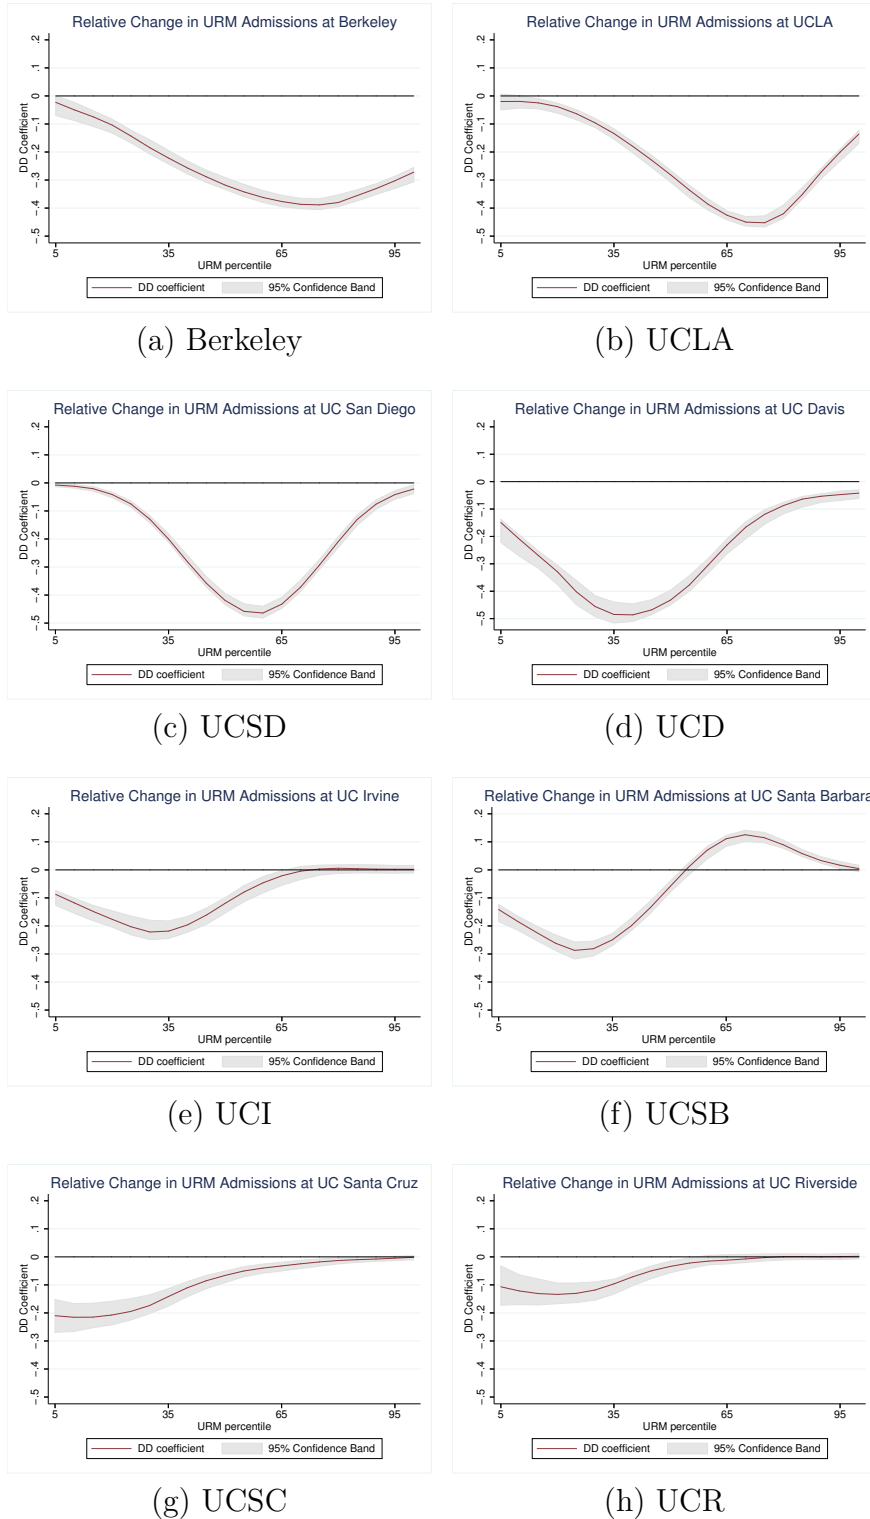 Relative Change in URM Admissions at Berkeley
DD Coefficient
.2
.1
0
-.1
-.2
-.3
-.4
-.5
5 35 65 95
URM percentile
DD coefficient 95% Confidence Band
(a) Berkeley
Relative Change in URM Admissions at UCLA
DD Coefficient
.2
.1
0
-.1
-.2
-.3
-.4
-.5
5 35 65 95
URM percentile
DD coefficient 95% Confidence Band
(b) UCLA
Relative Change in URM Admissions at UC San Diego
DD Coefficient
.2
.1
0
-.1
-.2
-.3
-.4
-.5
5 35 65 95
URM percentile
DD coefficient 95% Confidence Band
(c) UCSD
Relative Change in URM Admissions at UC Davis
DD Coefficient
.2
.1
0
-.1
-.2
-.3
-.4
-.5
5 35 65 95
URM percentile
DD coefficient 95% Confidence Band
(d) UCD
Relative Change in URM Admissions at UC Irvine
DD Coefficient
.2
.1
0
-.1
-.2
-.3
-.4
-.5
5 35 65 95
URM percentile
DD coefficient 95% Confidence Band
(e) UCI
Relative Change in URM Admissions at UC Santa Barbara
DD Coefficient
.2
.1
0
-.1
-.2
-.3
-.4
-.5
5 35 65 95
URM percentile
DD coefficient 95% Confidence Band
(f) UCSB
Relative Change in URM Admissions at UC Santa Cruz
DD Coefficient
.2
.1
0
-.1
-.2
-.3
-.4
-.5
5 35 65 95
URM percentile
DD coefficient 95% Confidence Band
(g) UCSC
Relative Change in URM Admissions at UC Riverside
DD Coefficient
.2
.1
0
-.1
-.2
-.3
-.4
-.5
5 35 65 95
URM percentile
DD coefficient 95% Confidence Band
(h) UCR